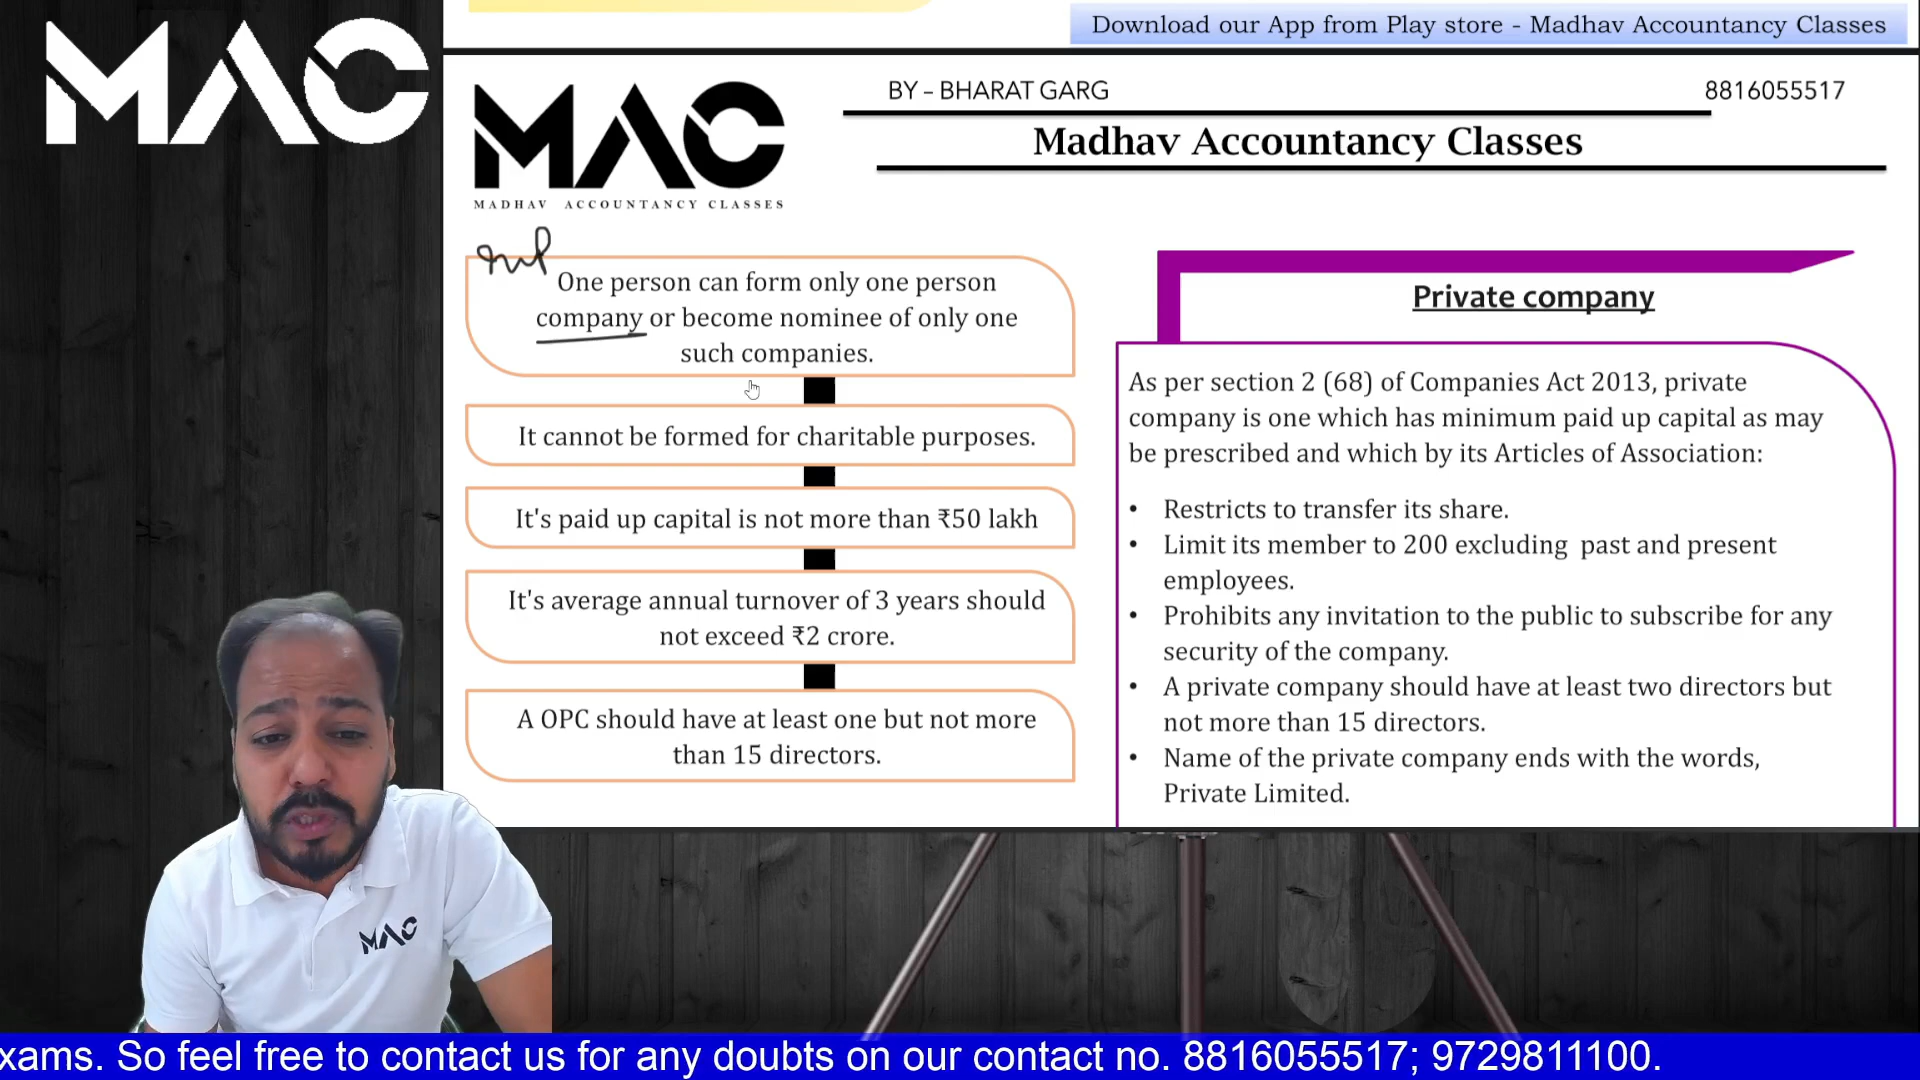 MAC
Download our App from Play store - Madhav Accountancy Classes
MAC
MADHAV ACCOUNTANCY CLASSES
BY – BHARAT GARG
8816055517
Madhav Accountancy Classes
One person can form only one person
company or become nominee of only one
such companies.
It cannot be formed for charitable purposes.
It's paid up capital is not more than ₹50 lakh
It's average annual turnover of 3 years should
not exceed ₹2 crore.
A OPC should have at least one but not more
than 15 directors.
Private company
As per section 2 (68) of Companies Act 2013, private
company is one which has minimum paid up capital as may
be prescribed and which by its Articles of Association:
• Restricts to transfer its share.
• Limit its member to 200 excluding past and present
employees.
• Prohibits any invitation to the public to subscribe for any
security of the company.
• A private company should have at least two directors but
not more than 15 directors.
• Name of the private company ends with the words,
Private Limited.
MAC
xams. So feel free to contact us for any doubts on our contact no. 8816055517; 9729811100.